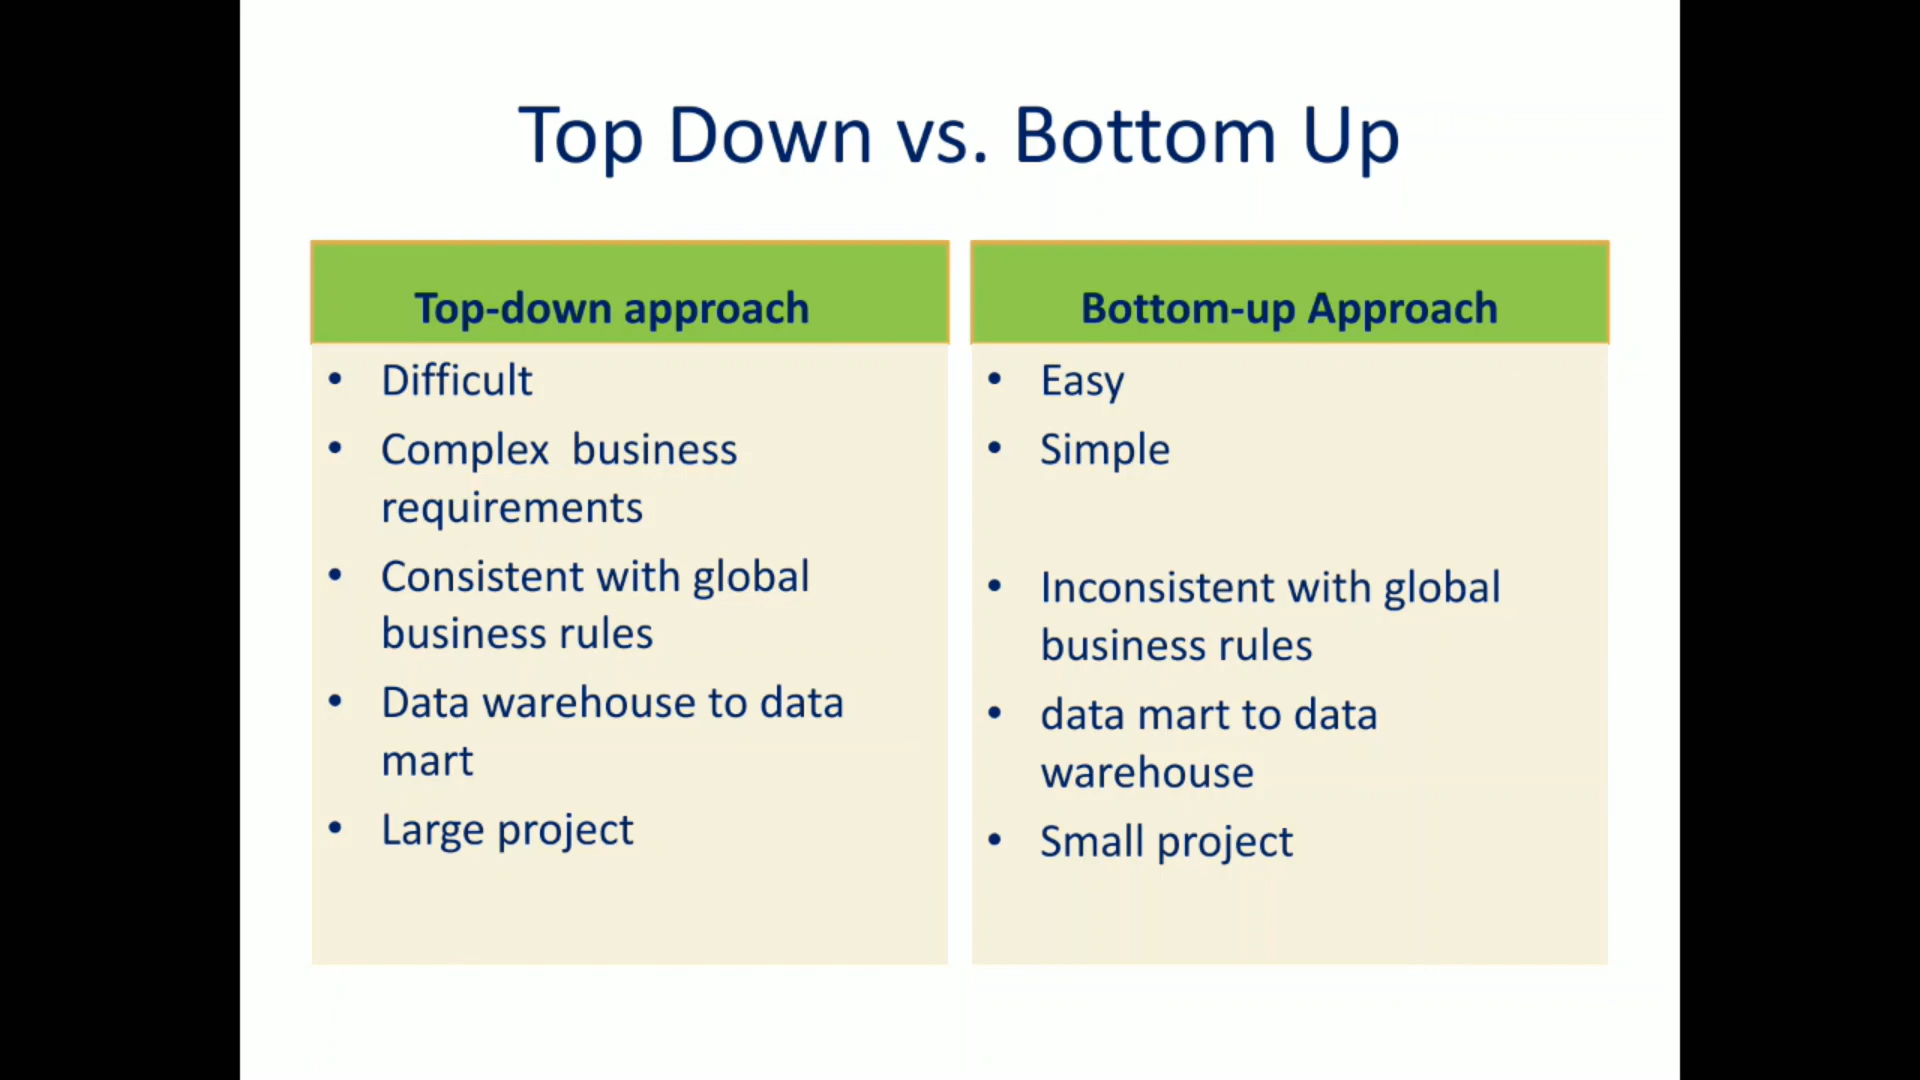 Top Down vs. Bottom Up
Top-down approach
• Difficult
• Complex  business
requirements
• Consistent with global
business rules
• Data warehouse to data
mart
• Large project
Bottom-up Approach
• Easy
• Simple
• Inconsistent with global
business rules
• data mart to data
warehouse
• Small project